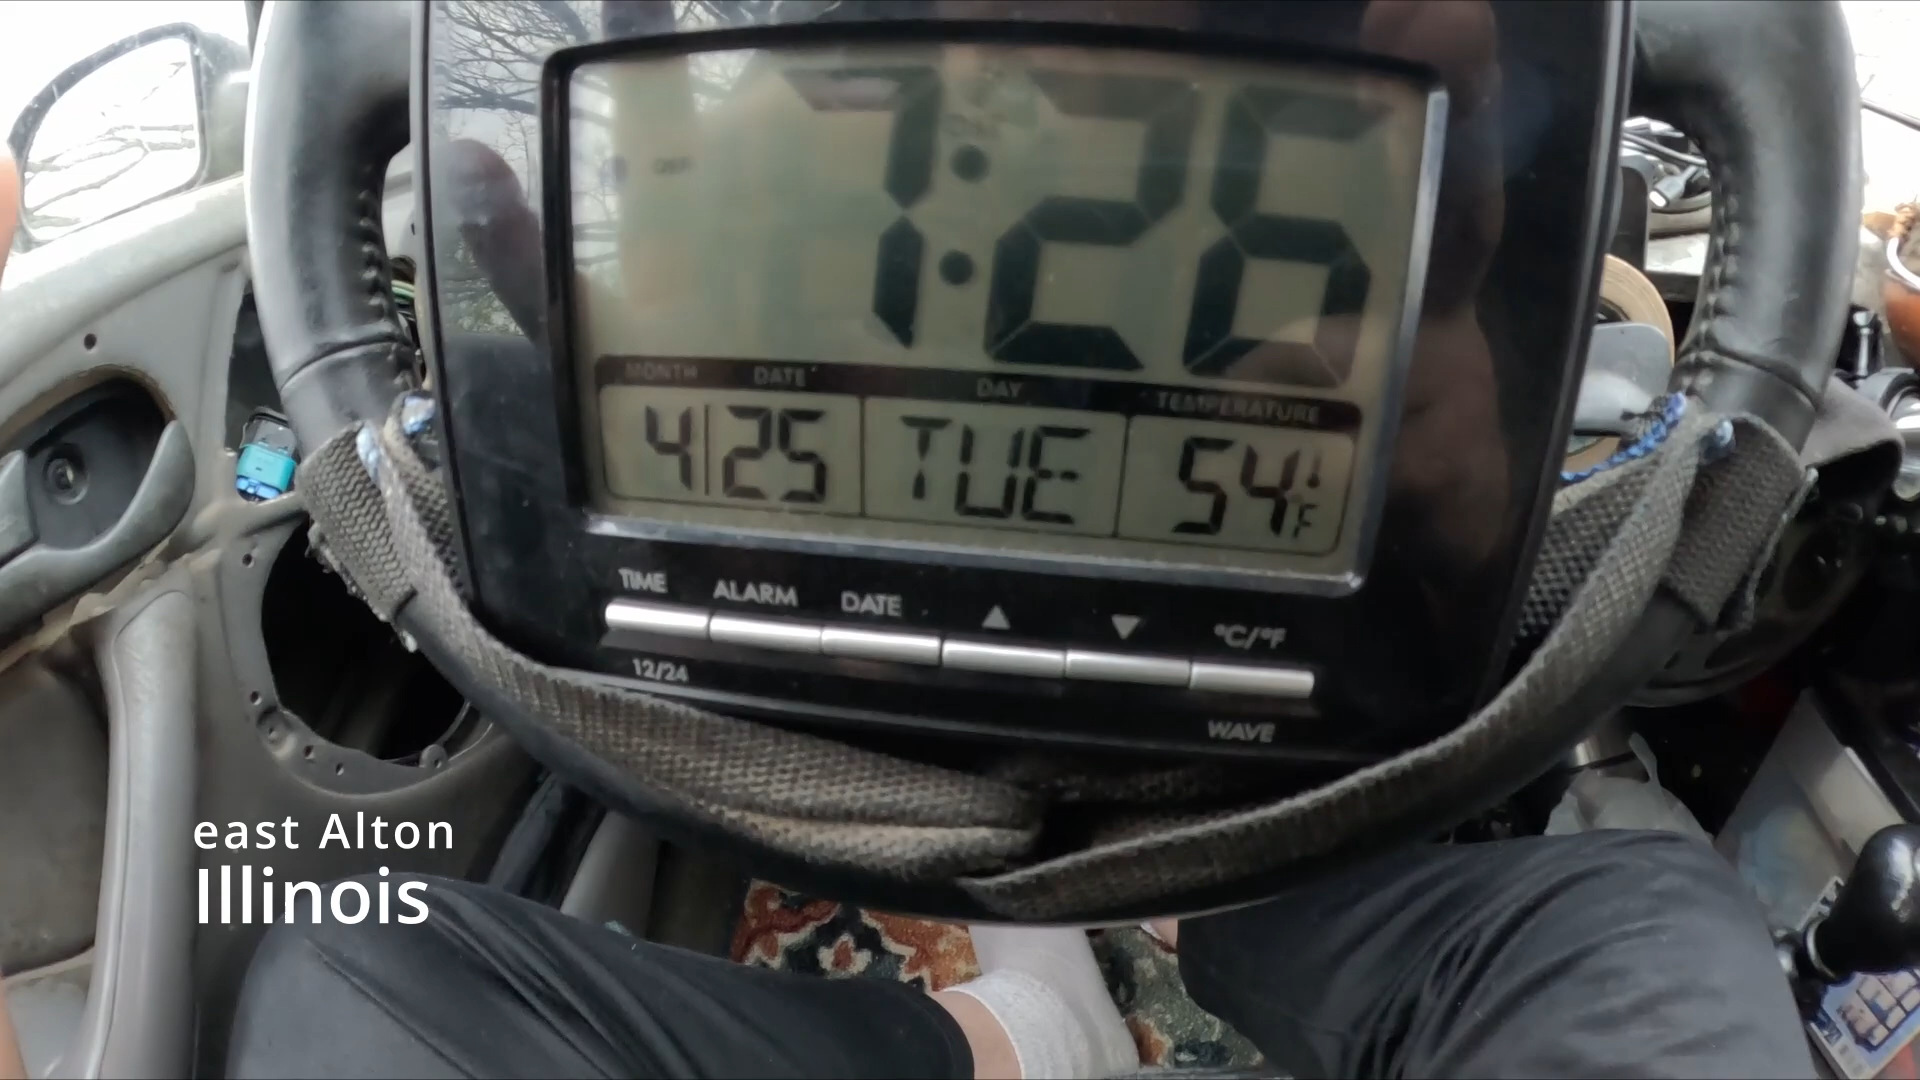 7:26
MONTH DATE DAY TEMPERATURE
4 25 TUE 54°F
TIME ALARM DATE ▲ ▼ °C/°F
12/24
WAVE
east Alton
Illinois